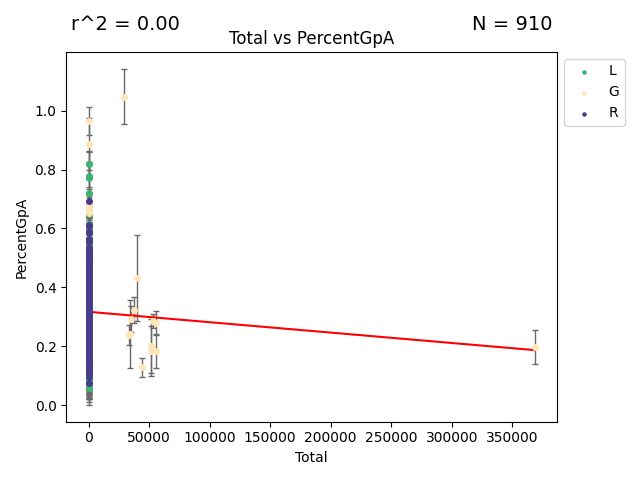 r^2 = 0.00
N = 910
Total vs PercentGpA
L
G
R
1.0
0.8
0.6
0.4
0.2
0.0
PercentGpA
0
50000
100000
150000
200000
250000
300000
350000
Total